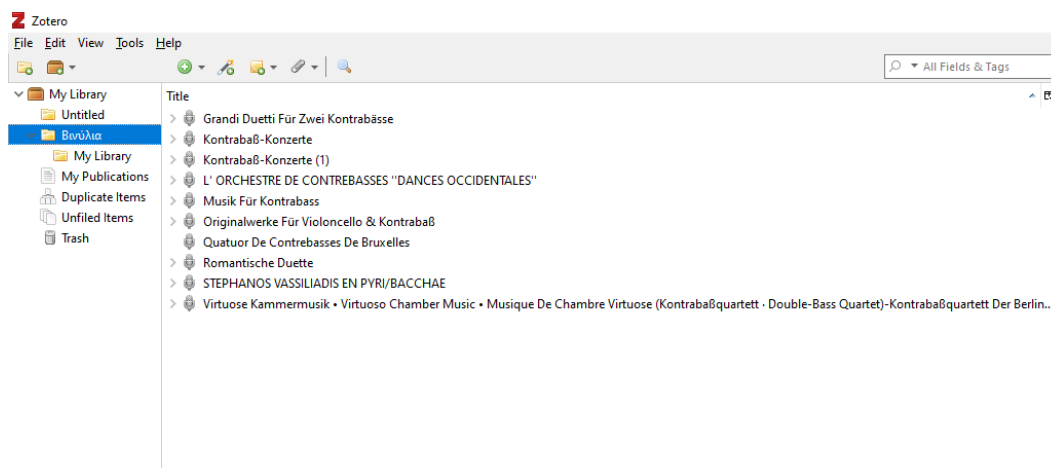 Zotero
File Edit View Tools Help
All Fields & Tags
My Library
Untitled
Βινύλια
My Library
My Publications
Duplicate Items
Unfiled Items
Trash
Title
Grandi Duetti Für Zwei Kontrabässe
Kontrabaß-Konzerte
Kontrabaß-Konzerte (1)
L' ORCHESTRE DE CONTREBASSES "DANCES OCCIDENTALES"
Musik Für Kontrabass
Originalwerke Für Violoncello & Kontrabaß
Quatuor De Contrebasses De Bruxelles
Romantische Duette
STEPHANOS VASSILIADIS EN PYRI/BACCHAE
Virtuose Kammermusik • Virtuoso Chamber Music • Musique De Chambre Virtuose (Kontrabaßquartett · Double-Bass Quartet)-Kontrabaßquartett Der Berlin...